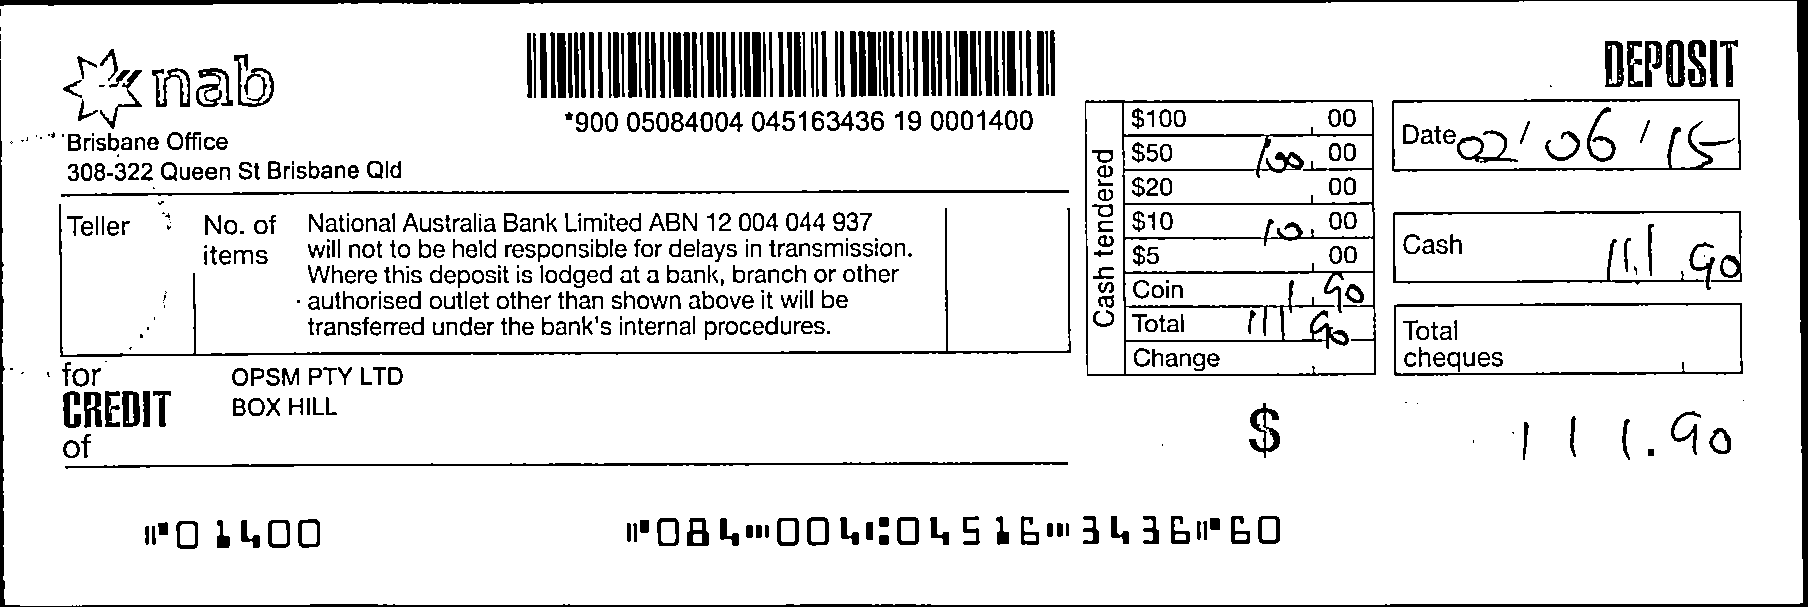 nab
*900 05084004 045163436 19 0001400
DEPOSIT
Brisbane Office
308-322 Queen St Brisbane Qld
Teller
No. of items
National Australia Bank Limited ABN 12 004 044 937
will not to be held responsible for delays in transmission.
Where this deposit is lodged at a bank, branch or other
authorised outlet other than shown above it will be
transferred under the bank's internal procedures.
for
CREDIT
of
OPSM PTY LTD
BOX HILL
Cash tendered
$100 00
$50 100 00
$20 00
$10 10 00
$5 00
Coin 1 90
Total 111 90
Change
Date 02/06/15
Cash 111.90
Total
cheques
$ 111.90
⑈01400 ⑈084⑉004⑆04516⑉3436⑈60